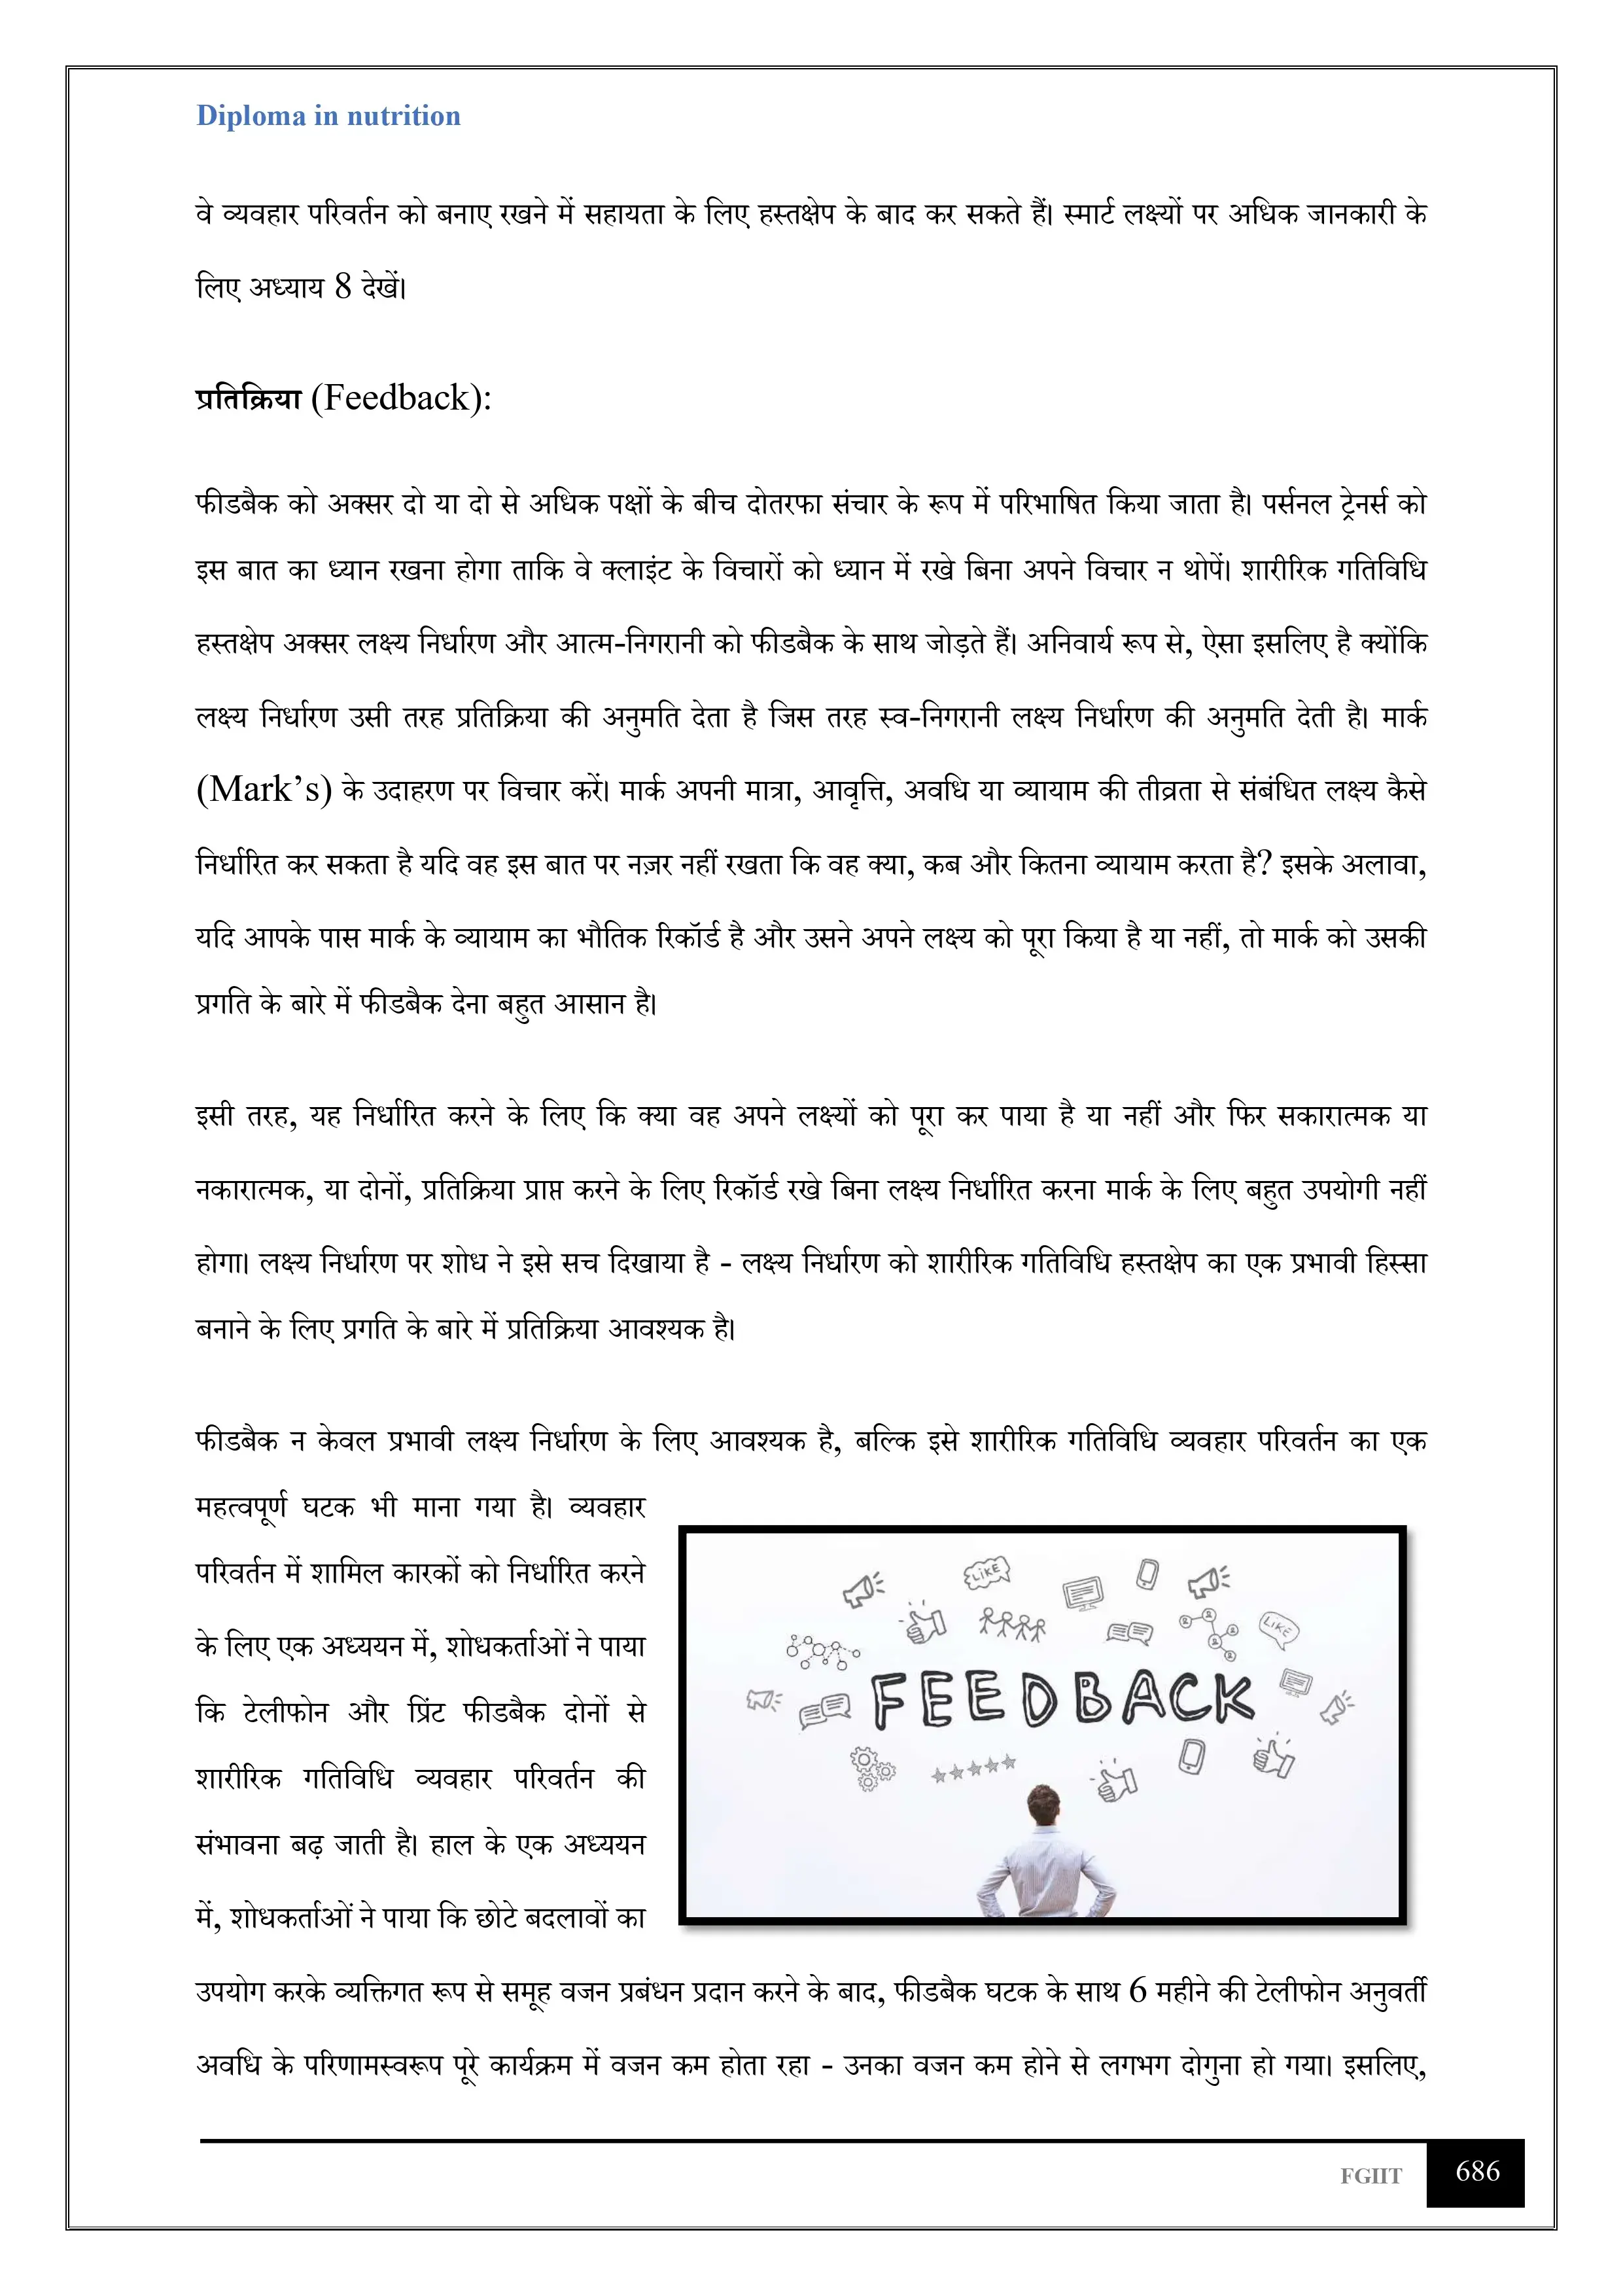 Diploma in nutrition
वे व्यवहार परिवर्तन को बनाए रखने में सहायता के लिए हस्तक्षेप के बाद कर सकते हैं। स्मार्ट लक्ष्यों पर अधिक जानकारी के
लिए अध्याय 8 देखें।
प्रतिक्रिया (Feedback):
फीडबैक को अक्सर दो या दो से अधिक पक्षों के बीच दोतरफा संचार के रूप में परिभाषित किया जाता है। पर्सनल ट्रेनर्स को
इस बात का ध्यान रखना होगा ताकि वे क्लाइंट के विचारों को ध्यान में रखे बिना अपने विचार न थोपें। शारीरिक गतिविधि
हस्तक्षेप अक्सर लक्ष्य निर्धारण और आत्म-निगरानी को फीडबैक के साथ जोड़ते हैं। अनिवार्य रूप से, ऐसा इसलिए है क्योंकि
लक्ष्य निर्धारण उसी तरह प्रतिक्रिया की अनुमति देता है जिस तरह स्व-निगरानी लक्ष्य निर्धारण की अनुमति देती है। मार्क
(Mark’s) के उदाहरण पर विचार करें। मार्क अपनी मात्रा, आवृत्ति, अवधि या व्यायाम की तीव्रता से संबंधित लक्ष्य कैसे
निर्धारित कर सकता है यदि वह इस बात पर नज़र नहीं रखता कि वह क्या, कब और कितना व्यायाम करता है? इसके अलावा,
यदि आपके पास मार्क के व्यायाम का भौतिक रिकॉर्ड है और उसने अपने लक्ष्य को पूरा किया है या नहीं, तो मार्क को उसकी
प्रगति के बारे में फीडबैक देना बहुत आसान है।
इसी तरह, यह निर्धारित करने के लिए कि क्या वह अपने लक्ष्यों को पूरा कर पाया है या नहीं और फिर सकारात्मक या
नकारात्मक, या दोनों, प्रतिक्रिया प्राप्त करने के लिए रिकॉर्ड रखे बिना लक्ष्य निर्धारित करना मार्क के लिए बहुत उपयोगी नहीं
होगा। लक्ष्य निर्धारण पर शोध ने इसे सच दिखाया है - लक्ष्य निर्धारण को शारीरिक गतिविधि हस्तक्षेप का एक प्रभावी हिस्सा
बनाने के लिए प्रगति के बारे में प्रतिक्रिया आवश्यक है।
फीडबैक न केवल प्रभावी लक्ष्य निर्धारण के लिए आवश्यक है, बल्कि इसे शारीरिक गतिविधि व्यवहार परिवर्तन का एक
महत्वपूर्ण घटक भी माना गया है। व्यवहार
परिवर्तन में शामिल कारकों को निर्धारित करने
के लिए एक अध्ययन में, शोधकर्ताओं ने पाया
कि टेलीफोन और प्रिंट फीडबैक दोनों से
शारीरिक गतिविधि व्यवहार परिवर्तन की
संभावना बढ़ जाती है। हाल के एक अध्ययन
में, शोधकर्ताओं ने पाया कि छोटे बदलावों का
LIKE
LIKE
FEEDBACK
उपयोग करके व्यक्तिगत रूप से समूह वजन प्रबंधन प्रदान करने के बाद, फीडबैक घटक के साथ 6 महीने की टेलीफोन अनुवर्ती
अवधि के परिणामस्वरूप पूरे कार्यक्रम में वजन कम होता रहा - उनका वजन कम होने से लगभग दोगुना हो गया। इसलिए,
FGIIT 686